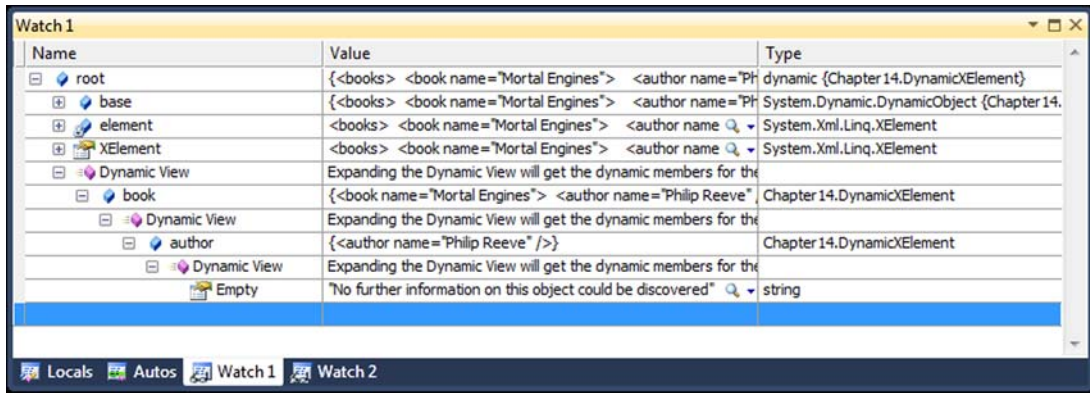 Watch 1
Name Value Type
root {<books> <book name="Mortal Engines"> <author name="Ph dynamic {Chapter14.DynamicXElement}
base {<books> <book name="Mortal Engines"> <author name="Ph System.Dynamic.DynamicObject {Chapter14.
element <books> <book name="Mortal Engines"> <author name System.Xml.Linq.XElement
XElement <books> <book name="Mortal Engines"> <author name System.Xml.Linq.XElement
Dynamic View Expanding the Dynamic View will get the dynamic members for the
book {<book name="Mortal Engines"> <author name="Philip Reeve" / Chapter14.DynamicXElement
Dynamic View Expanding the Dynamic View will get the dynamic members for the
author {<author name="Philip Reeve" />} Chapter14.DynamicXElement
Dynamic View Expanding the Dynamic View will get the dynamic members for the
Empty "No further information on this object could be discovered" string
Locals Autos Watch 1 Watch 2